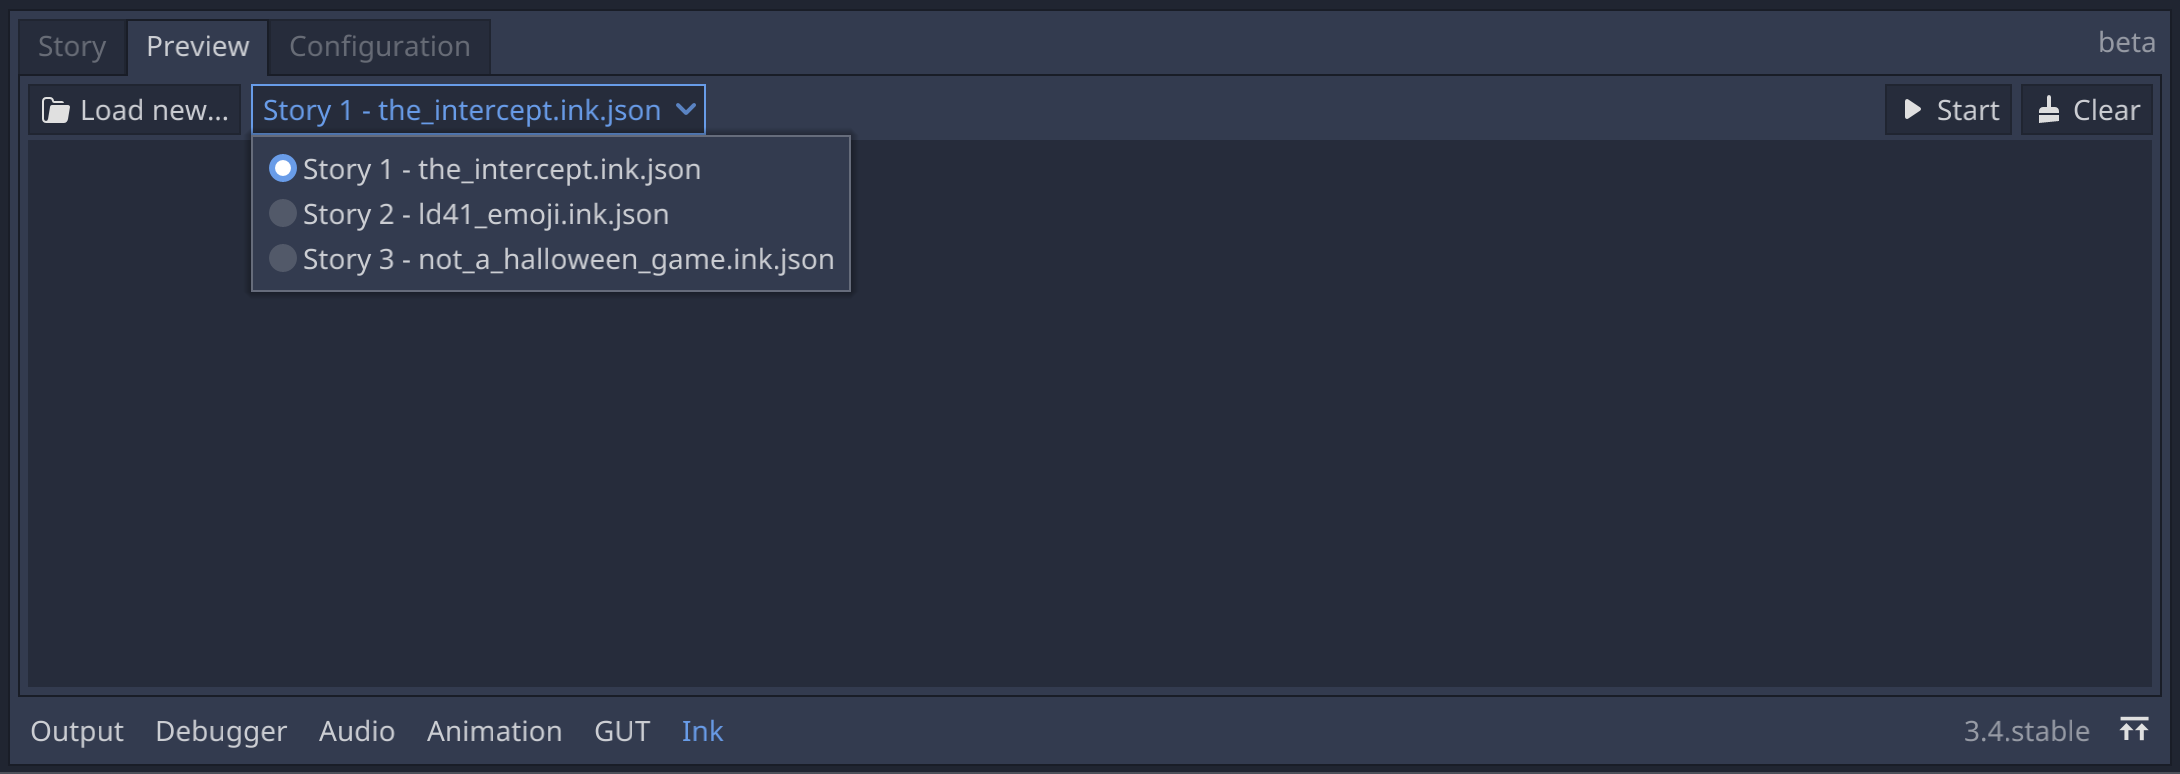 Story Preview Configuration beta
Load new... Story 1 - the_intercept.ink.json Start Clear
Story 1 - the_intercept.ink.json
Story 2 - ld41_emoji.ink.json
Story 3 - not_a_halloween_game.ink.json
Output Debugger Audio Animation GUT Ink 3.4.stable